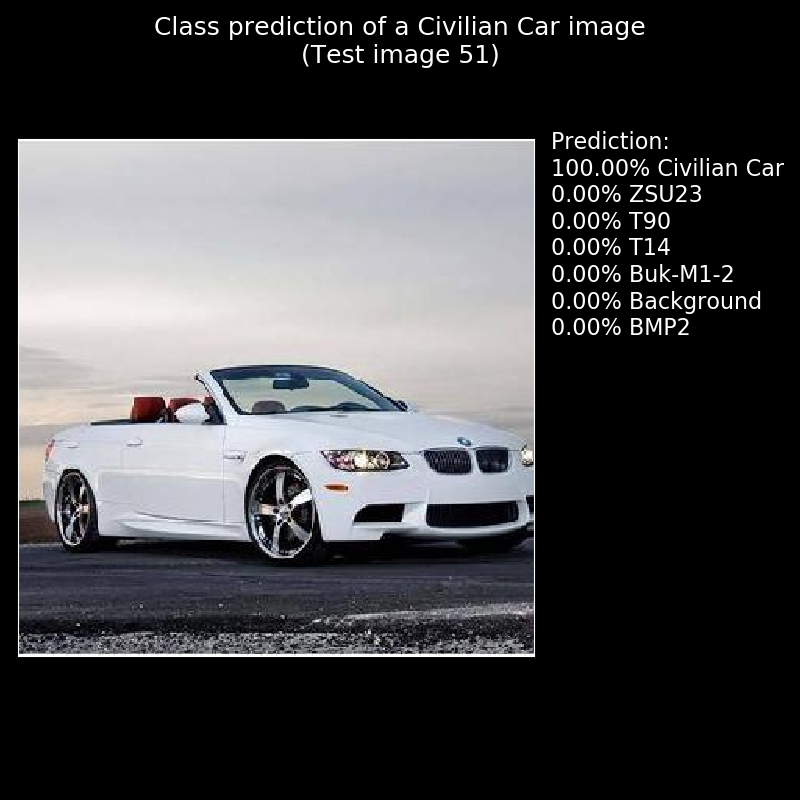 Class prediction of a Civilian Car image
(Test image 51)
Prediction:
100.00% Civilian Car
0.00% ZSU23
0.00% T90
0.00% T14
0.00% Buk-M1-2
0.00% Background
0.00% BMP2